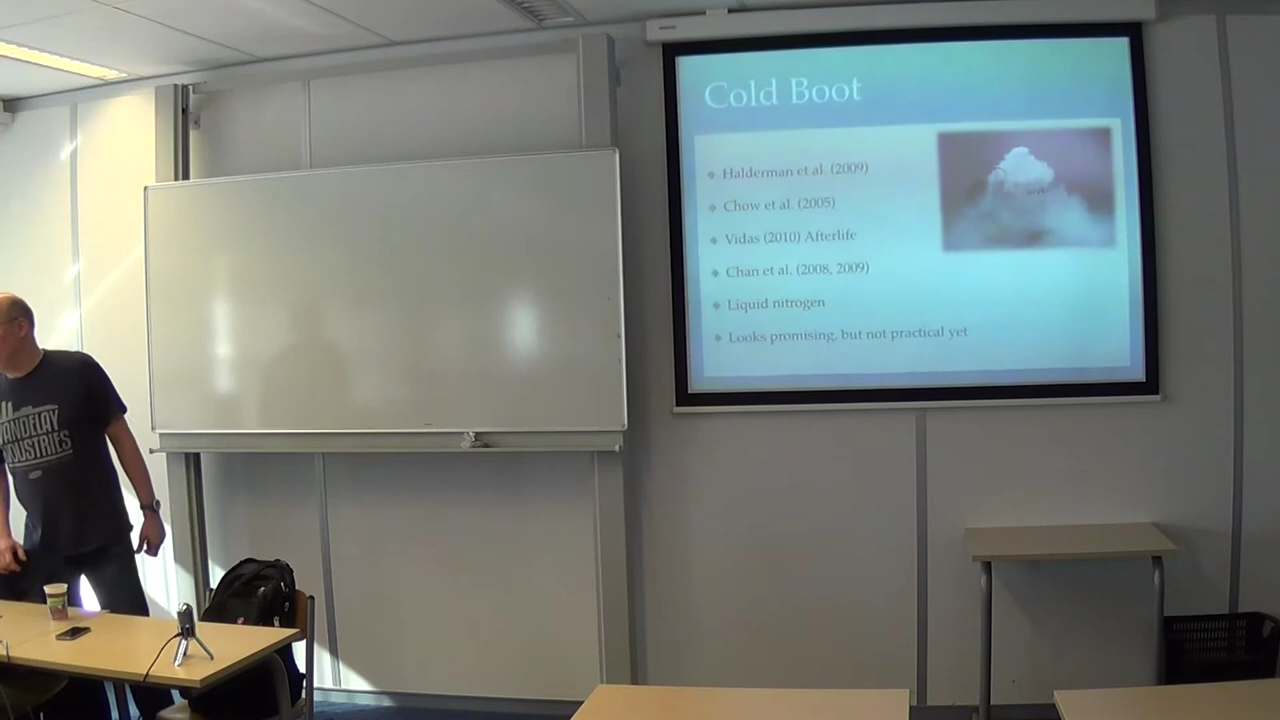 Cold Boot
Halderman et al. (2009)
Chow et al. (2005)
Vidas (2010) Afterlife
Chan et al. (2008, 2009)
Liquid nitrogen
Looks promising, but not practical yet
VANDELAY
INDUSTRIES